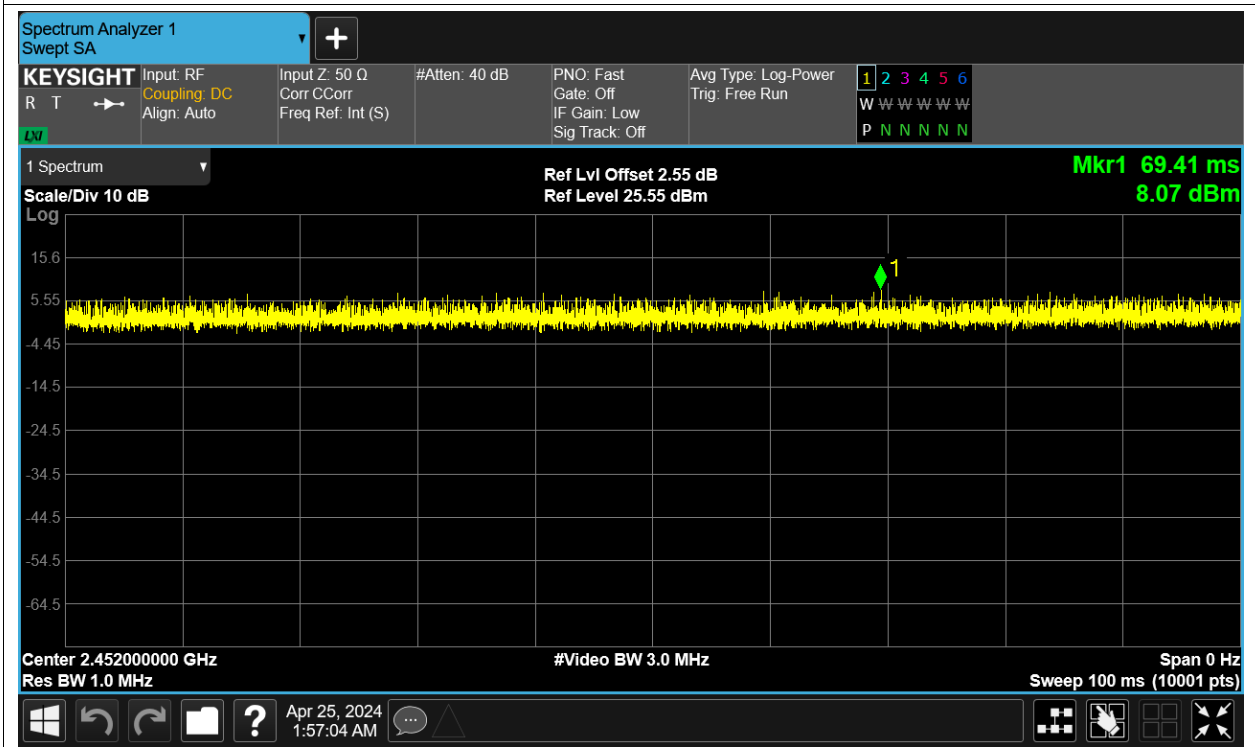 Spectrum Analyzer 1
Swept SA
KEYSIGHT
R T
LXI
Input: RF
Coupling: DC
Align: Auto
Input Z: 50 Ω
Corr CCorr
Freq Ref: Int (S)
#Atten: 40 dB
PNO: Fast
Gate: Off
IF Gain: Low
Sig Track: Off
Avg Type: Log-Power
Trig: Free Run
1 2 3 4 5 6
W W W W W W
P N N N N N
1 Spectrum
Scale/Div 10 dB
Log
Ref Lvl Offset 2.55 dB
Ref Level 25.55 dBm
Mkr1 69.41 ms
8.07 dBm
15.6
1
5.55
-4.45
-14.5
-24.5
-34.5
-44.5
-54.5
-64.5
Center 2.452000000 GHz
#Video BW 3.0 MHz
Span 0 Hz
Res BW 1.0 MHz
Sweep 100 ms (10001 pts)
?
Apr 25, 2024
1:57:04 AM